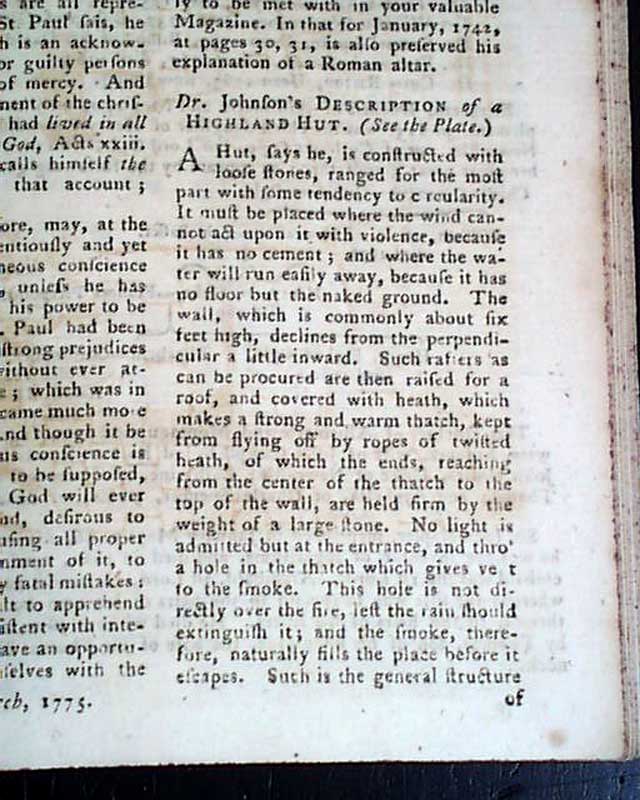 s are all repre-
St. Paul ſais, he
h is an acknow-
or guilty perſons
of mercy. And
ment of the chriſ-
had lived in all
God, Acts xxiii.
calls himſelf the
that account ;
ore, may, at the
entiouſly and yet
neous conſcience
, unleſs he has
his power to be
. Paul had been
ſtrong prejudices
without ever at-
e ; which was in
came much mo e
And though it be
us conſcience is
to be ſuppoſed,
God will ever
nd, deſirous to
uſing all proper
nment of it, to
y fatal miſtakes :
ilt to apprehend
ſiſtent with inte-
ave an opportu-
mſelves with the
rch, 1775.
ly to be met with in your valuable
Magazine. In that for January, 1742,
at pages 30, 31, is alſo preſerved his
explanation of a Roman altar.
Dr. Johnſon's DESCRIPTION of a
HIGHLAND HUT. (See the Plate.)
A Hut, ſays he, is conſtructed with
looſe ſtones, ranged for the moſt
part with ſome tendency to c rcularity.
It muſt be placed where the wind can-
not act upon it with violence, becauſe
it has no cement ; and where the wa-
ter will run eaſily away, becauſe it has
no floor but the naked ground. The
wall, which is commonly about ſix
feet high, declines from the perpendi-
cular a little inward. Such rafters as
can be procured are then raiſed for a
roof, and covered with heath, which
makes a ſtrong and warm thatch, kept
from flying off by ropes of twiſted
heath, of which the ends, reaching
from the center of the thatch to the
top of the wall, are held firm by the
weight of a large ſtone. No light is
admitted but at the entrance, and thro'
a hole in the thatch which gives ve t
to the ſmoke. This hole is not di-
rectly over the fire, leſt the rain ſhould
extinguiſh it ; and the ſmoke, there-
fore, naturally fills the place before it
eſcapes. Such is the general ſtructure
of